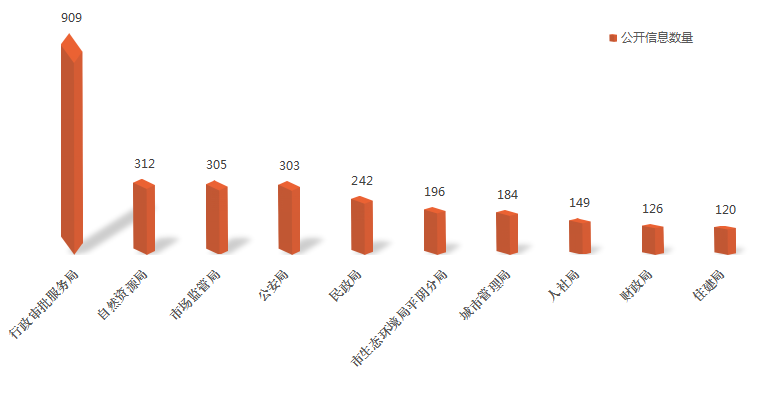 909
公开信息数量
312
305
303
242
196
184
149
126
120
行政审批服务局
自然资源局
市场监管局
公安局
民政局
市生态环境局平阴分局
城市管理局
人社局
财政局
住建局